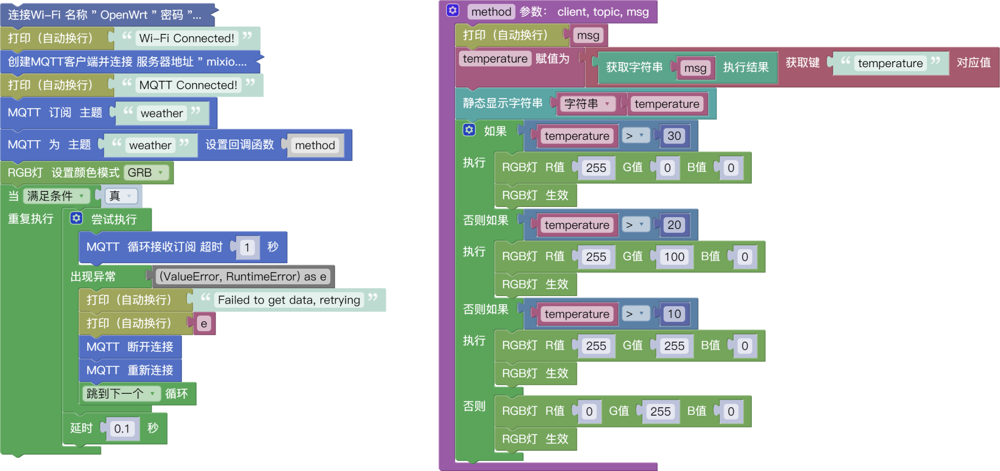 连接Wi-Fi 名称 ” OpenWrt ” 密码 ”...
打印（自动换行） “ Wi-Fi Connected! ”
创建MQTT客户端并连接 服务器地址 ” mixio....
打印（自动换行） “ MQTT Connected! ”
MQTT 订阅 主题 “ weather ”
MQTT 为 主题 “ weather ” 设置回调函数 method
RGB灯 设置颜色模式 GRB
当 满足条件 真
重复执行 尝试执行
MQTT 循环接收订阅 超时 1 秒
出现异常 (ValueError, RuntimeError) as e
打印（自动换行） “ Failed to get data, retrying ”
打印（自动换行） e
MQTT 断开连接
MQTT 重新连接
跳到下一个 循环
延时 0.1 秒
method 参数： client, topic, msg
打印（自动换行） msg
temperature 赋值为 获取字符串 msg 执行结果 获取键 “ temperature ” 对应值
静态显示字符串 字符串 temperature
如果 temperature > 30
执行 RGB灯 R值 255 G值 0 B值 0
RGB灯 生效
否则如果 temperature > 20
执行 RGB灯 R值 255 G值 100 B值 0
RGB灯 生效
否则如果 temperature > 10
执行 RGB灯 R值 255 G值 255 B值 0
RGB灯 生效
否则 RGB灯 R值 0 G值 255 B值 0
RGB灯 生效